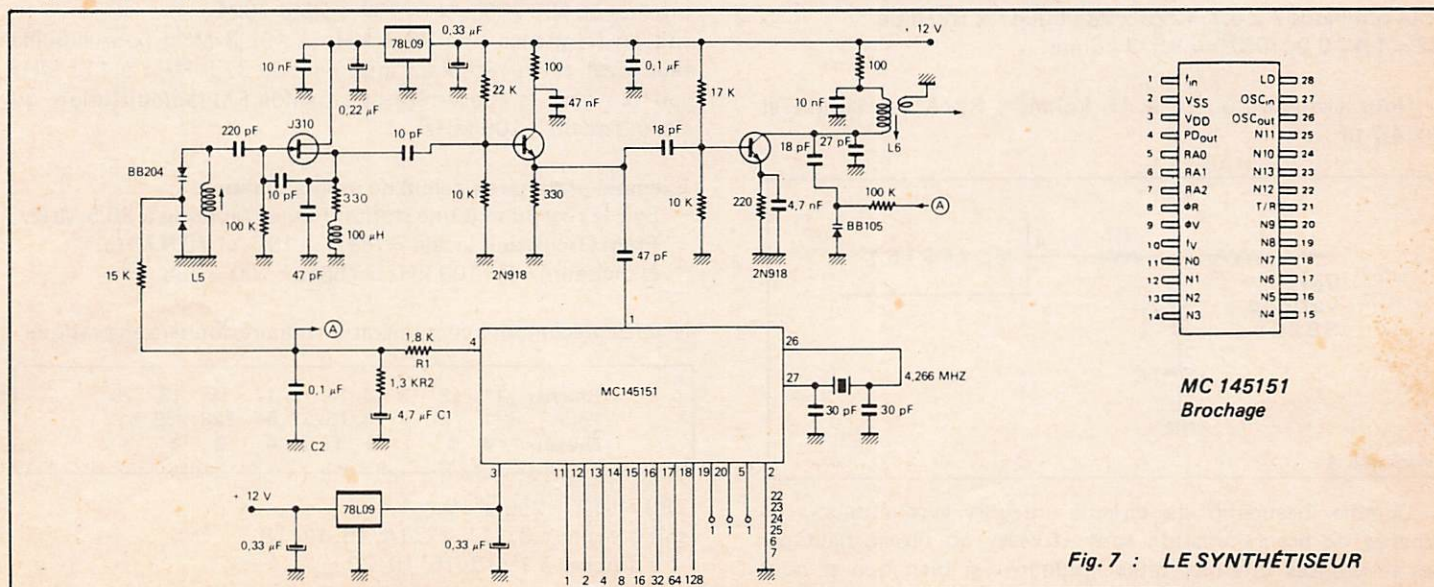 + 12 V
78L09
0,33 µF
10 nF
0,22 µF
22 K
100
47 nF
0,1 µF
17 K
100
10 nF
L6
J310
220 pF
BB204
10 pF
10 pF
330
100 K
100 µH
47 pF
L5
15 K
10 K
330
2N918
18 pF
47 pF
10 K
220
4,7 nF
2N918
18 pF
27 pF
100 K
A
BB105
A
1,8 K
R1
4
1
MC145151
26
27
4,266 MHZ
30 pF
30 pF
0,1 µF
C2
1,3 KR2
4,7 µF C1
3
11 12 13 14 15 16 17 18 19 20 5 2
1 1 1
22
23
24
25
6
7
1 2 4 8 16 32 64 128
+ 12 V
78L09
0,33 µF
0,33 µF
1 fin LD 28
2 VSS OSCin 27
3 VDD OSCout 26
4 PDout N11 25
5 RA0 N10 24
6 RA1 N13 23
7 RA2 N12 22
8 ΦR T/R 21
9 ΦV N9 20
10 fV N8 19
11 N0 N7 18
12 N1 N6 17
13 N2 N5 16
14 N3 N4 15
MC 145151
Brochage
Fig. 7 : LE SYNTHÉTISEUR